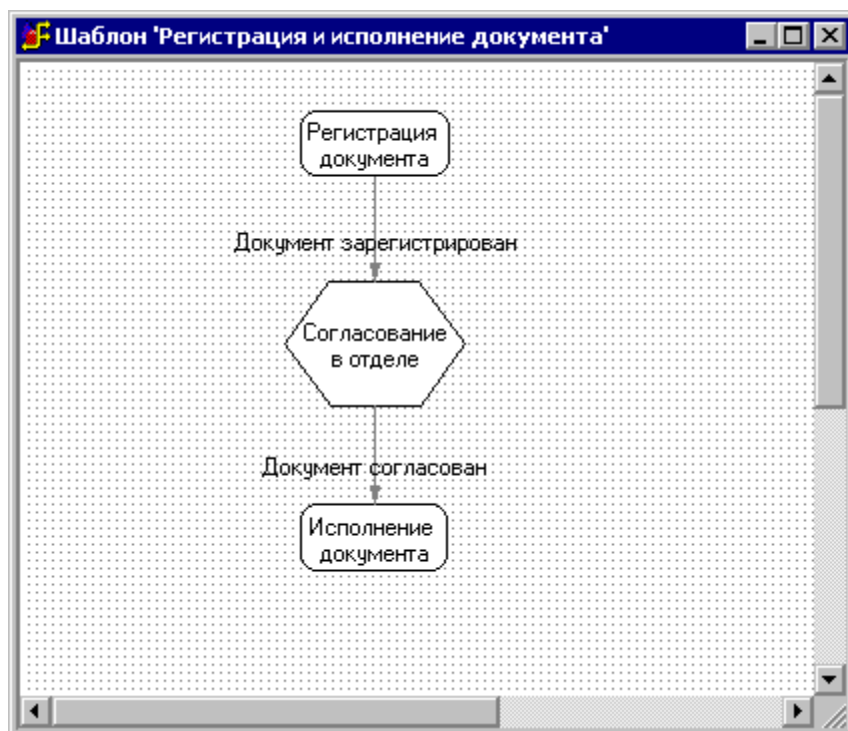 Шаблон 'Регистрация и исполнение документа'
Регистрация
документа
Документ зарегистрирован
Согласование
в отделе
Документ согласован
Исполнение
документа